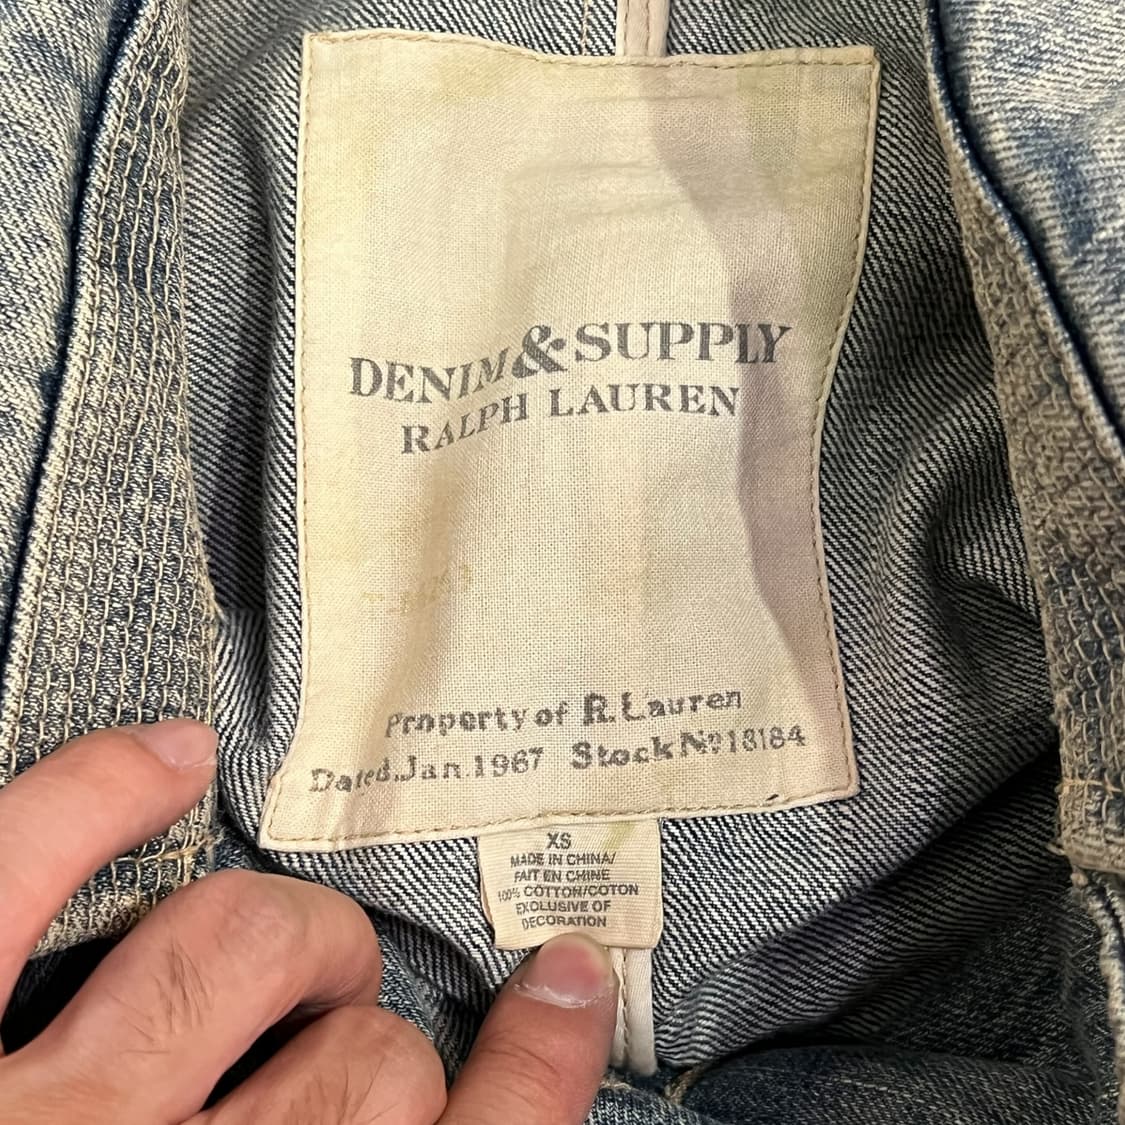 DENIM & SUPPLY
RALPH LAUREN
Property of R. Lauren
Dated. Jan. 1967 Stock Nº 18184
XS
MADE IN CHINA/
FAIT EN CHINE
100% COTTON/COTON
EXCLUSIVE OF
DECORATION